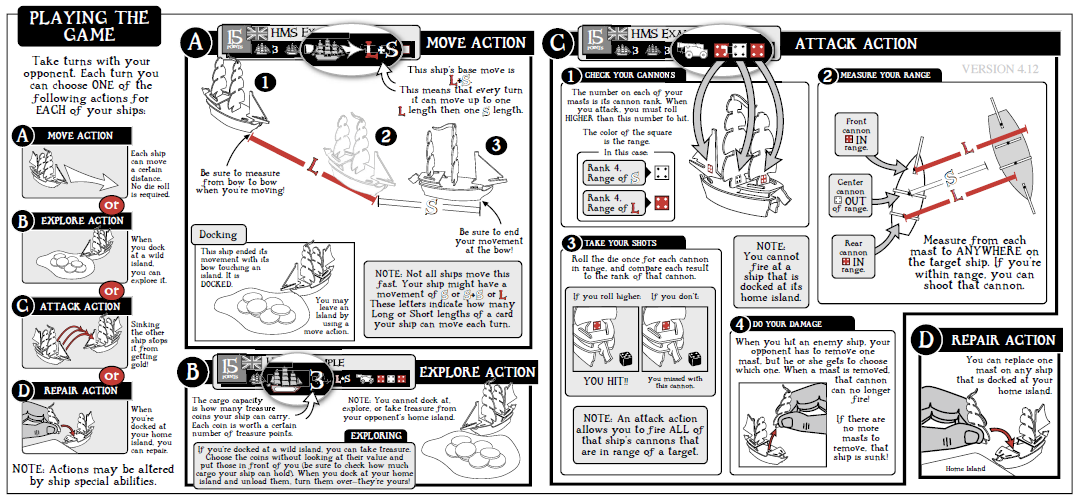 PLAYING THE
GAME
Take turns with your
opponent. Each turn you
can choose ONE of the
following actions for
EACH of your ships:
A
MOVE ACTION
Each ship
can move
a certain
distance.
No die roll
is required.
or
B
EXPLORE ACTION
When
you dock
at a wild
island,
you can
explore it.
or
C
ATTACK ACTION
Sinking
the other
ship stops
it from
getting
gold!
or
D
REPAIR ACTION
When
you're
docked at
your home
island, you
can repair.
NOTE: Actions may be altered
by ship special abilities.
A
15
POINTS
HMS EX
3
L+S
MOVE ACTION
This ship's base move is
L+S
This means that every turn
it can move up to one
L length then one S length.
1
2
3
L
S
Be sure to measure
from bow to bow
when you're moving!
Be sure to end
your movement
at the bow!
Docking
This ship ended its
movement with its
bow touching an
island. It is
DOCKED.
You may
leave an
Island by
using a
move action.
NOTE: Not all ships move this
fast. Your ship might have a
movement of S or S+S or L
These letters indicate how many
Long or Short lengths of a card
your ship can move each turn.
B
15
POINTS
MPLE
3
L+S
EXPLORE ACTION
The cargo capacity
is how many treasure
coins your ship can carry.
Each coin is worth a certain
number of treasure points.
NOTE: You cannot dock at,
explore, or take treasure from
your opponent's home island.
EXPLORING
If you're docked at a wild island, you can take treasure.
Choose the coins without looking at their value and
put those in front of you (be sure to check how much
cargo your ship can hold). When you dock at your home
island and unload them, turn them over—they're yours!
C
15
POINTS
HMS EXA
3
3
ATTACK ACTION
VERSION 4.12
1
CHECK YOUR CANNONS
The number on each of your
masts is its cannon rank. When
you attack, you must roll
HIGHER than this number to hit.
The color of the square
is the range.
In this case:
Rank 4,
Range of S
Rank 4,
Range of L
2
MEASURE YOUR RANGE
Front
cannon
IN
range.
Center
cannon
OUT
of range.
Rear
cannon
IN
range.
L
S
L
Measure from each
mast to ANYWHERE on
the target ship. If you're
within range, you can
shoot that cannon.
3
TAKE YOUR SHOTS
Roll the die once for each cannon
in range, and compare each result
to the rank of that cannon.
If you roll higher:
If you don't:
YOU HIT!!
you missed with
this cannon.
NOTE: An attack action
allows you to fire ALL of
that ship's cannons that
are in range of a target.
NOTE:
You cannot
fire at a
ship that is
docked at its
home island.
4
DO YOUR DAMAGE
When you hit an enemy ship, your
opponent has to remove one
mast, but he or she gets to choose
which one. When a mast is removed,
that cannon
can no longer
fire!
If there are
no more
masts to
remove, that
ship is sunk!
D
REPAIR ACTION
You can replace one
mast on any ship
that is docked at your
home island.
Home Island